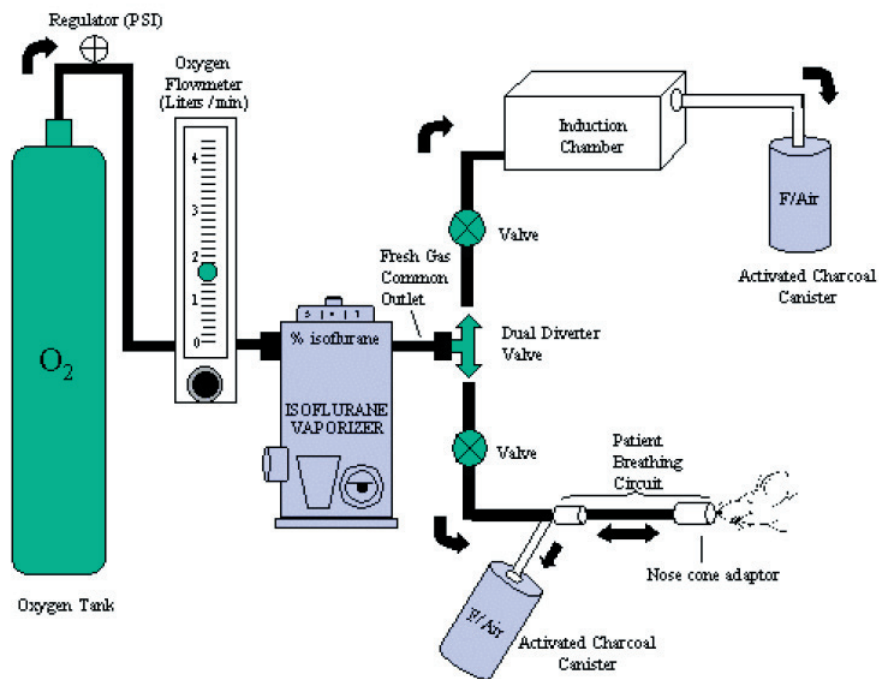 Regulator (PSI)
Oxygen
Flowmeter
(Liters /min)
4
3
2
1
0
O2
Oxygen Tank
% isoflurane
ISOFLURANE
VAPORIZER
Fresh Gas
Common
Outlet
Valve
Dual Diverter
Valve
Valve
Induction
Chamber
F/Air
Activated Charcoal
Canister
Patient
Breathing
Circuit
Nose cone adaptor
F/Air
Activated Charcoal
Canister